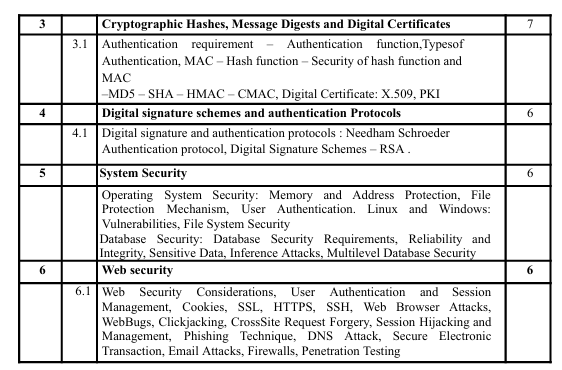 3 Cryptographic Hashes, Message Digests and Digital Certificates 7
3.1 Authentication requirement – Authentication function,Typesof
Authentication, MAC – Hash function – Security of hash function and
MAC
–MD5 – SHA – HMAC – CMAC, Digital Certificate: X.509, PKI
4 Digital signature schemes and authentication Protocols 6
4.1 Digital signature and authentication protocols : Needham Schroeder
Authentication protocol, Digital Signature Schemes – RSA .
5 System Security 6
Operating System Security: Memory and Address Protection, File
Protection Mechanism, User Authentication. Linux and Windows:
Vulnerabilities, File System Security
Database Security: Database Security Requirements, Reliability and
Integrity, Sensitive Data, Inference Attacks, Multilevel Database Security
6 Web security 6
6.1 Web Security Considerations, User Authentication and Session
Management, Cookies, SSL, HTTPS, SSH, Web Browser Attacks,
WebBugs, Clickjacking, CrossSite Request Forgery, Session Hijacking and
Management, Phishing Technique, DNS Attack, Secure Electronic
Transaction, Email Attacks, Firewalls, Penetration Testing